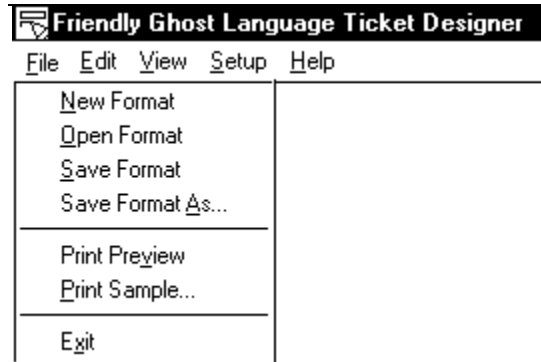 Friendly Ghost Language Ticket Designer
File Edit View Setup Help
New Format
Open Format
Save Format
Save Format As...
Print Preview
Print Sample...
Exit